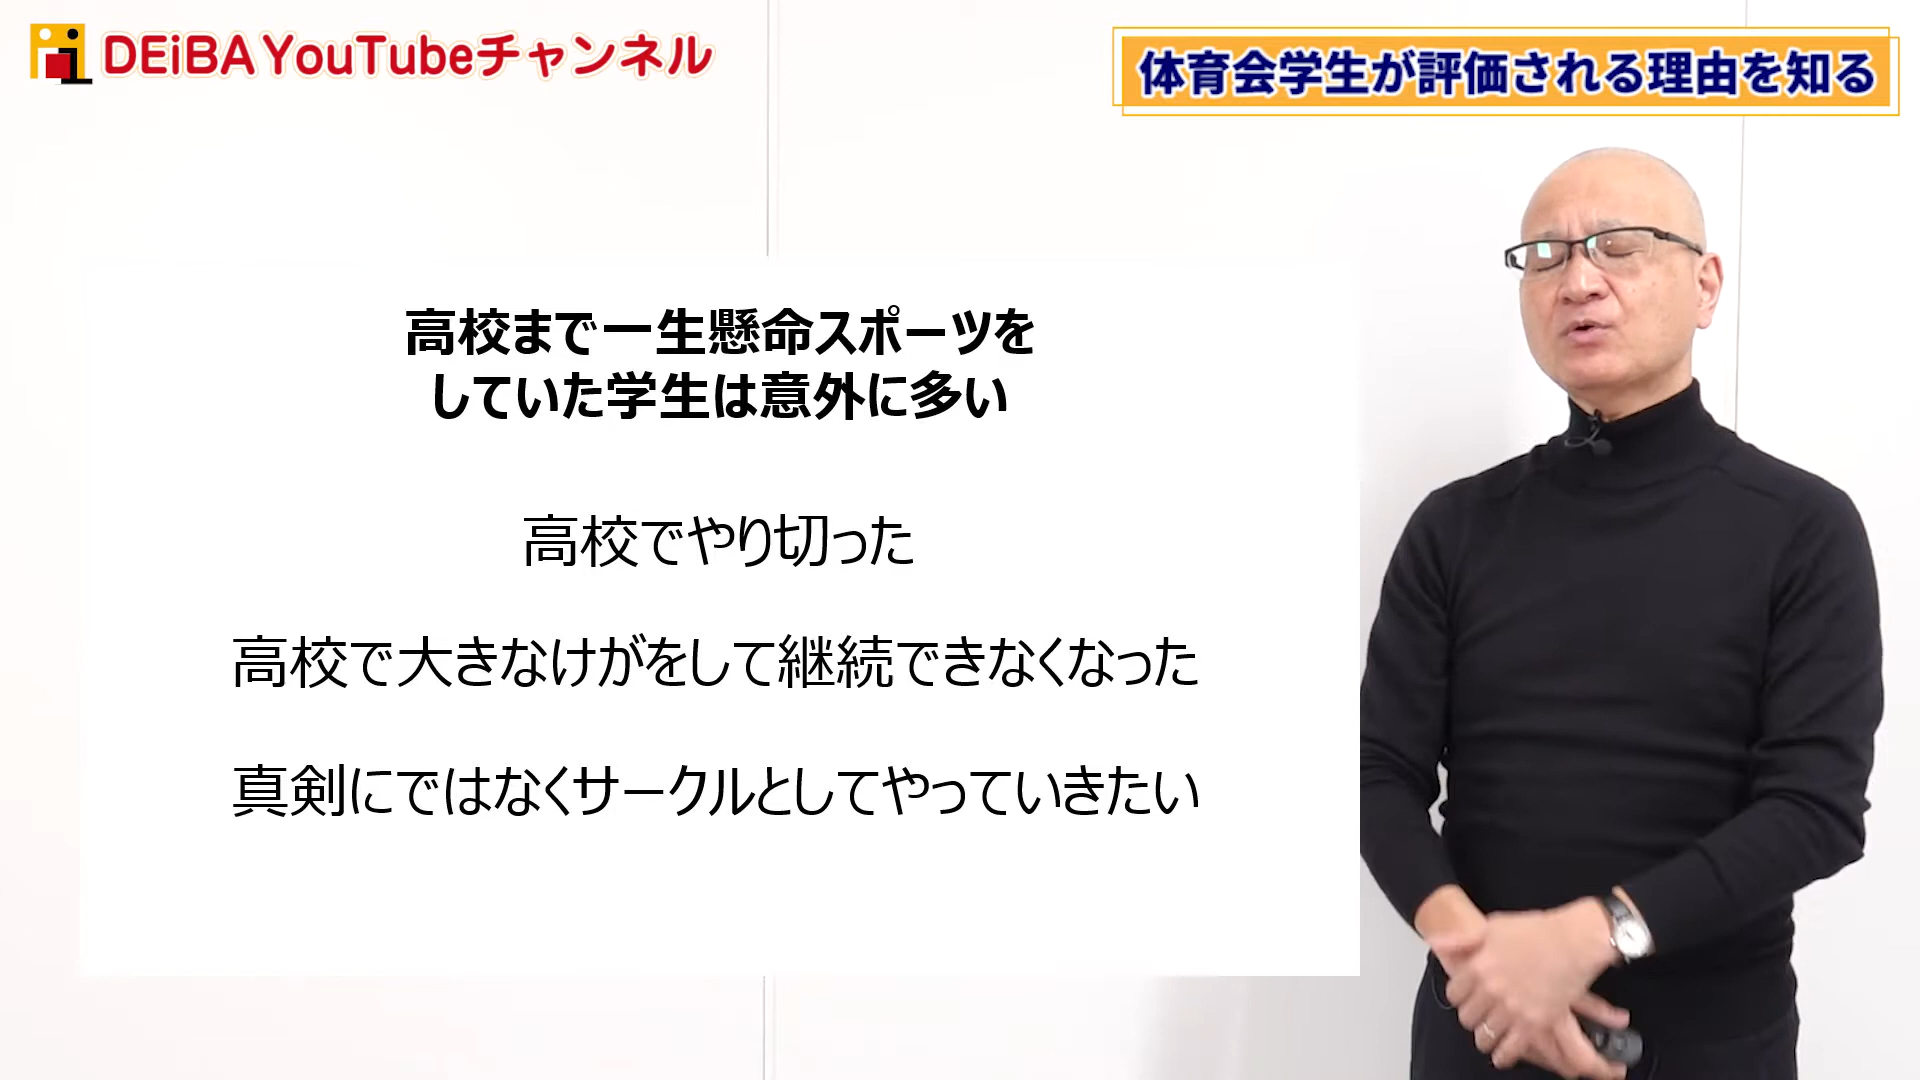 DEiBA YouTubeチャンネル
体育会学生が評価される理由を知る
高校まで一生懸命スポーツを
していた学生は意外に多い
高校でやり切った
高校で大きなけがをして継続できなくなった
真剣にではなくサークルとしてやっていきたい